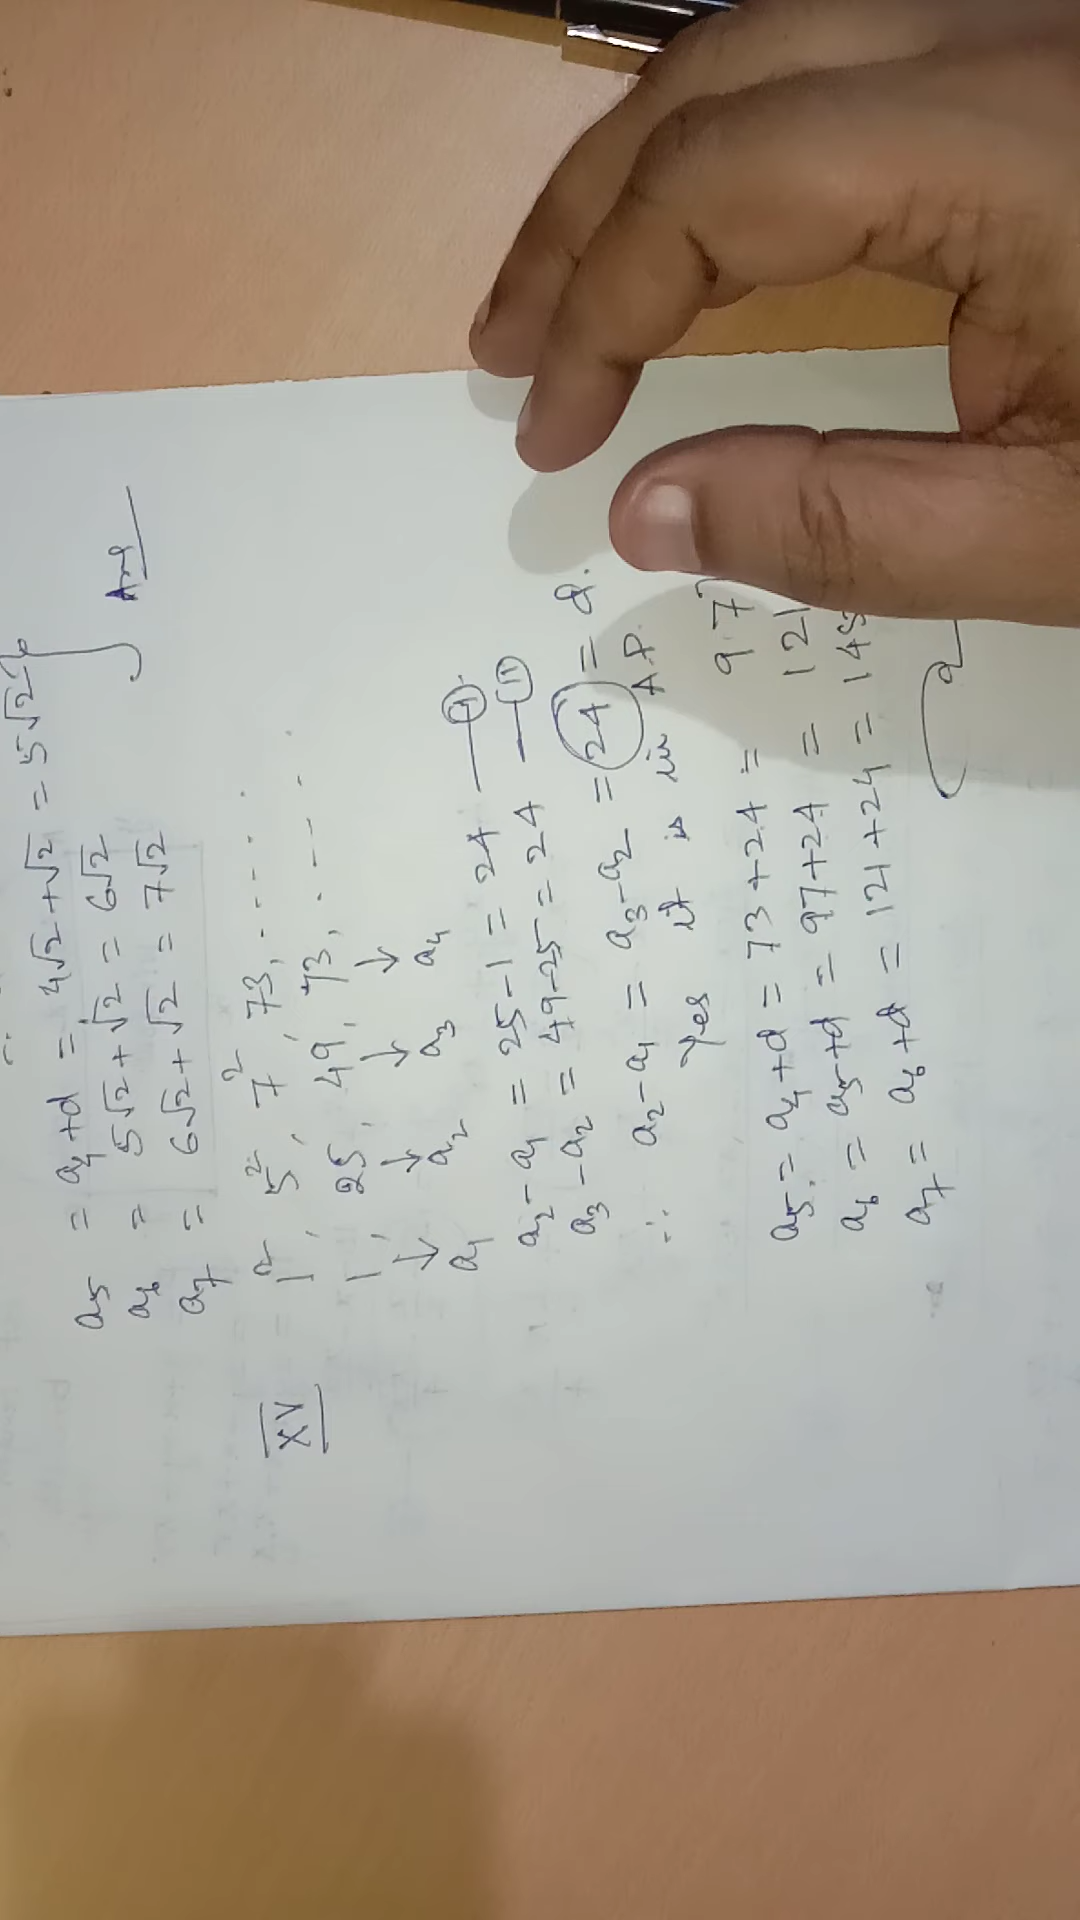 a₅ = a₄+d = 4√2+√2 = 5√2
a₆ = 5√2+√2 = 6√2
a₇ = 6√2+√2 = 7√2
Ans
XV
1², 5², 7², 73, - - - -
1, 25, 49, 73, - - - -
↓ ↓ ↓ ↓
a₁ a₂ a₃ a₄
a₂-a₁ = 25-1 = 24 —
a₃-a₂ = 49-25 = 24 — (11)
∴ a₂-a₁ = a₃-a₂ = 24 = d.
Yes it is in A.P.
a₅ = a₄+d = 73+24 = 97
a₆ = a₅+d = 97+24 = 121
a₇ = a₆+d = 121+24 = 145